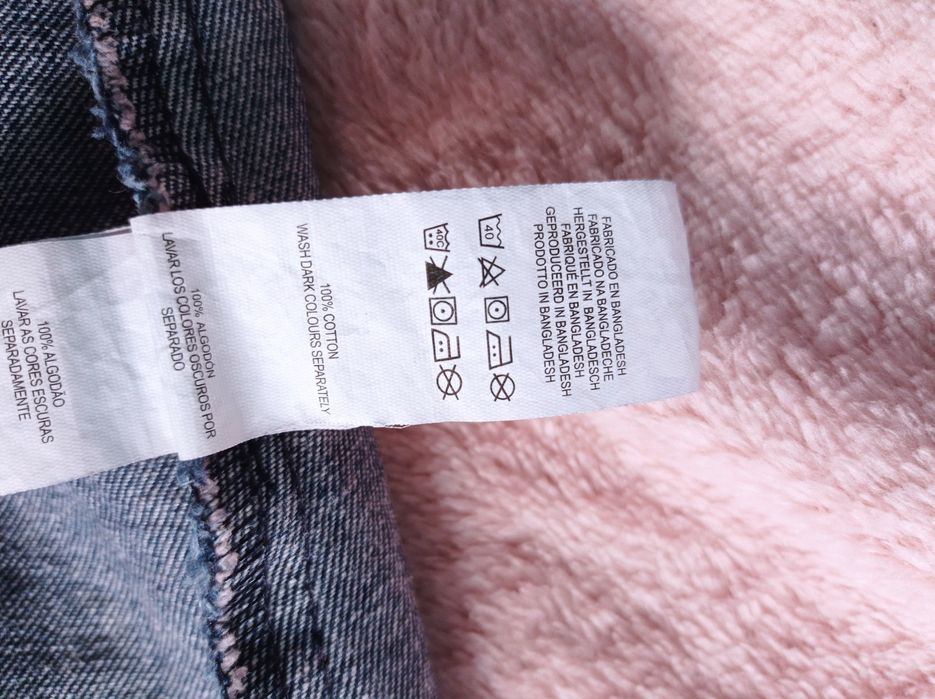 FABRICADO EN BANGLADESH
FABRICADO NA BANGLADECHE
HERGESTELLT IN BANGLADESCH
FABRIQUÉ EN BANGLADESH
GEPRODUCEERD IN BANGLADESH
PRODOTTO IN BANGLADESH
40
40C
100% COTTON
WASH DARK COLOURS SEPARATELY
100% ALGODÓN
LAVAR LOS COLORES OSCUROS POR
SEPARADO
100% ALGODÃO
LAVAR AS CORES ESCURAS
SEPARADAMENTE